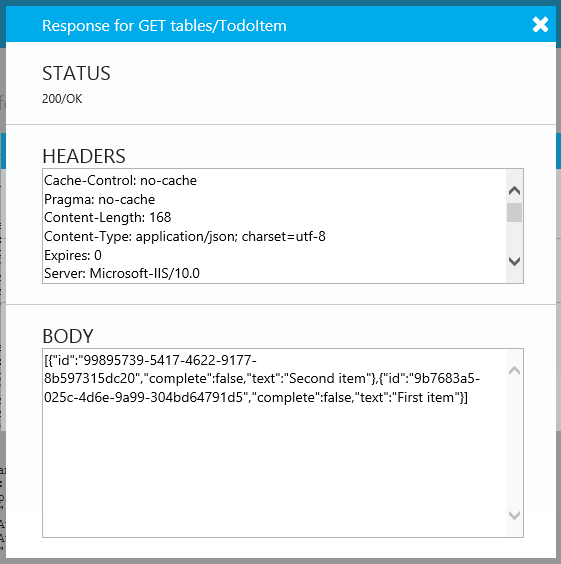 Response for GET tables/TodoItem
STATUS
200/OK
HEADERS
Cache-Control: no-cache
Pragma: no-cache
Content-Length: 168
Content-Type: application/json; charset=utf-8
Expires: 0
Server: Microsoft-IIS/10.0
BODY
[{"id":"99895739-5417-4622-9177-
8b597315dc20","complete":false,"text":"Second item"},{"id":"9b7683a5-
025c-4d6e-9a99-304bd64791d5","complete":false,"text":"First item"}]